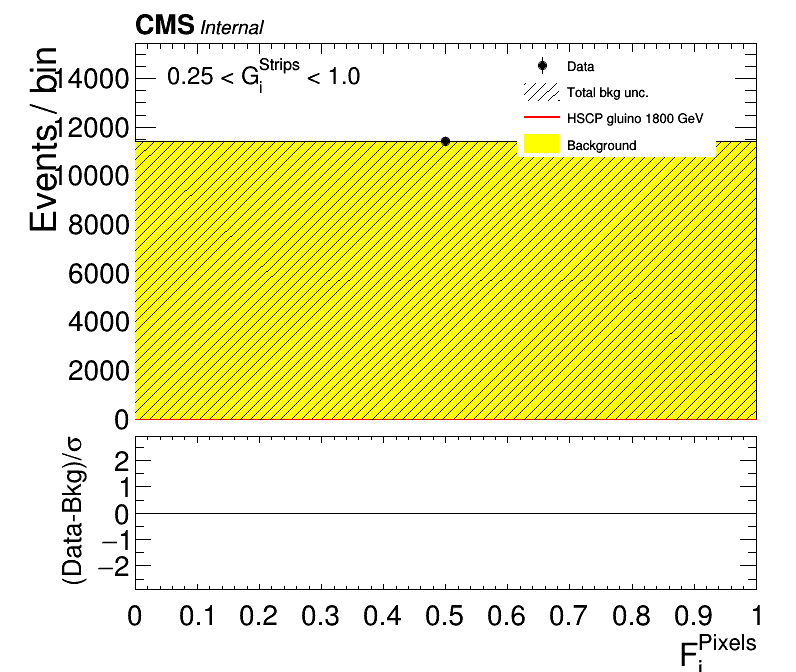 CMS Internal
Events / bin
14000
12000
10000
8000
6000
4000
2000
0
0.25 < G_i^Strips < 1.0
Data
Total bkg unc.
HSCP gluino 1800 GeV
Background
(Data-Bkg)/σ
2
1
0
−1
−2
0 0.1 0.2 0.3 0.4 0.5 0.6 0.7 0.8 0.9 1
F_i^Pixels